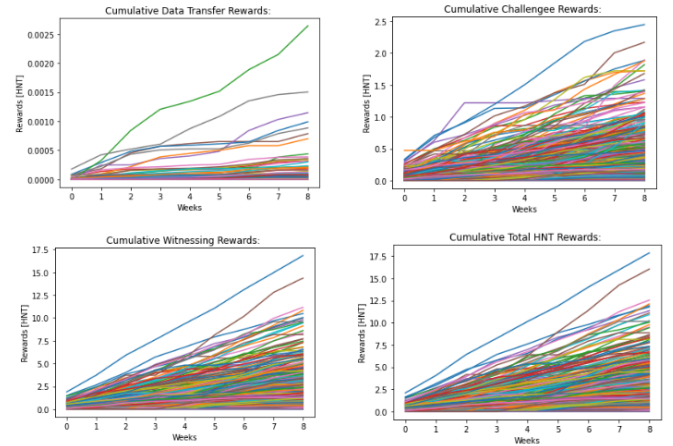 Cumulative Data Transfer Rewards:
Rewards [HNT]
0.0025
0.0020
0.0015
0.0010
0.0005
0.0000
0 1 2 3 4 5 6 7 8
Weeks
Cumulative Challengee Rewards:
Rewards [HNT]
2.5
2.0
1.5
1.0
0.5
0.0
0 1 2 3 4 5 6 7 8
Weeks
Cumulative Witnessing Rewards:
Rewards [HNT]
17.5
15.0
12.5
10.0
7.5
5.0
2.5
0.0
0 1 2 3 4 5 6 7 8
Weeks
Cumulative Total HNT Rewards:
Rewards [HNT]
17.5
15.0
12.5
10.0
7.5
5.0
2.5
0.0
0 1 2 3 4 5 6 7 8
Weeks